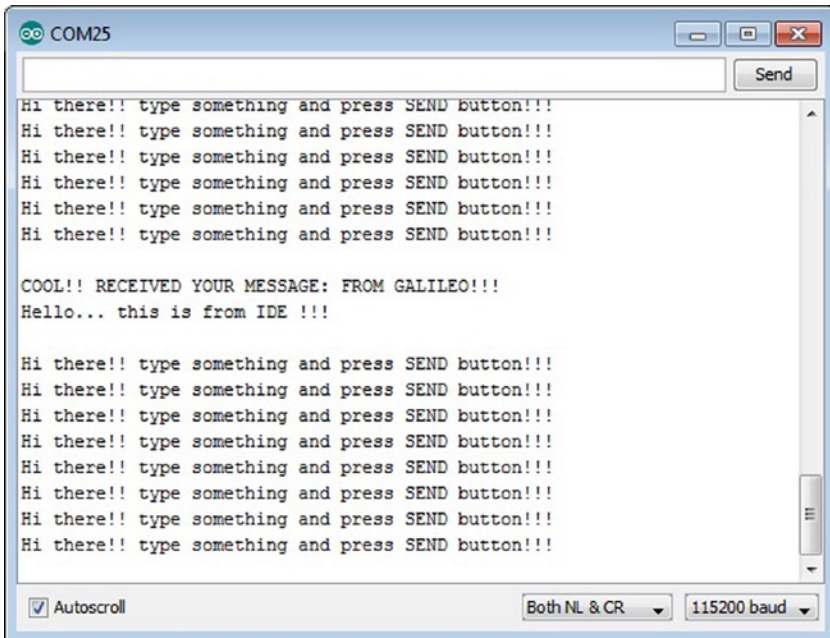 COM25
Send
Hi there!! type something and press SEND button!!!
Hi there!! type something and press SEND button!!!
Hi there!! type something and press SEND button!!!
Hi there!! type something and press SEND button!!!
Hi there!! type something and press SEND button!!!
Hi there!! type something and press SEND button!!!
COOL!! RECEIVED YOUR MESSAGE: FROM GALILEO!!!
Hello... this is from IDE !!!
Hi there!! type something and press SEND button!!!
Hi there!! type something and press SEND button!!!
Hi there!! type something and press SEND button!!!
Hi there!! type something and press SEND button!!!
Hi there!! type something and press SEND button!!!
Hi there!! type something and press SEND button!!!
Hi there!! type something and press SEND button!!!
Hi there!! type something and press SEND button!!!
Autoscroll
Both NL & CR
115200 baud